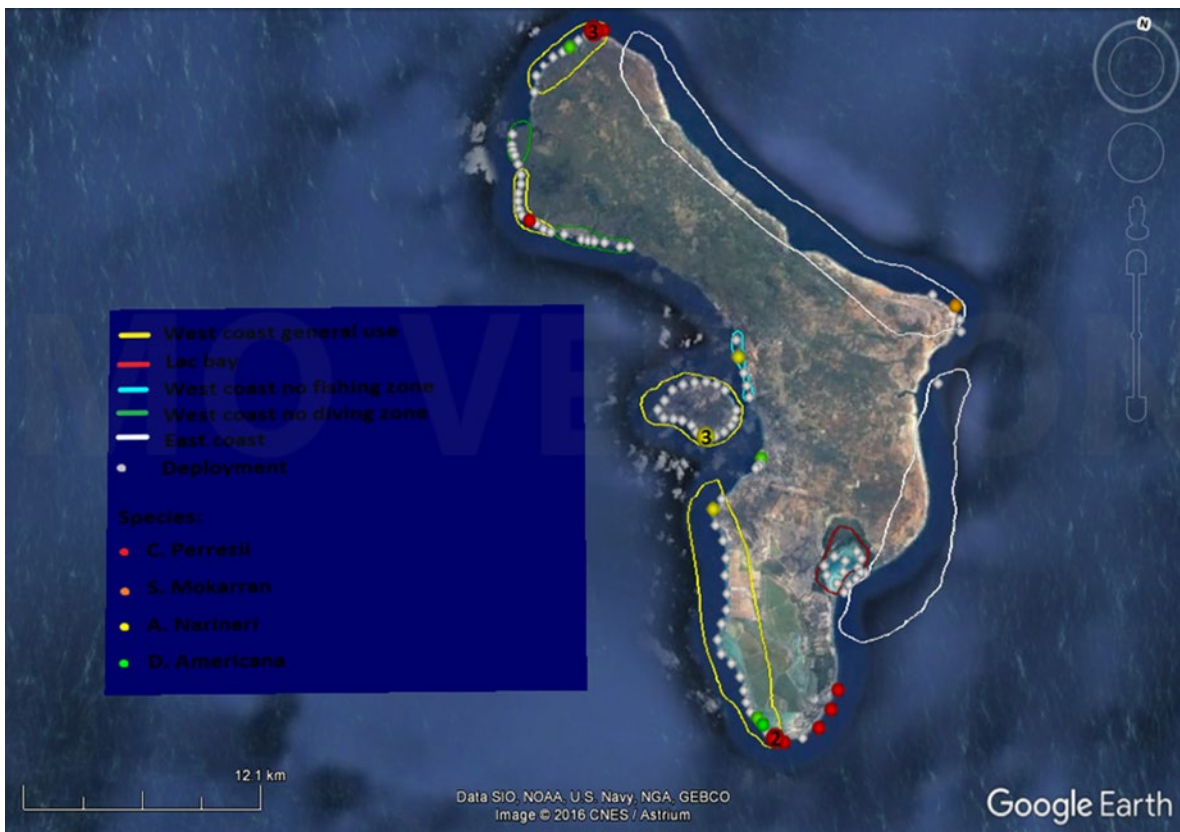 N
3
West coast general use
Lac bay
West coast no fishing zone
West coast no diving zone
East coast
Deployment
3
Species:
C. Perrezii
S. Mokarran
A. Narinari
D. Americana
2
12.1 km
Data SIO, NOAA, U.S. Navy, NGA, GEBCO
Image © 2016 CNES / Astrium
Google Earth